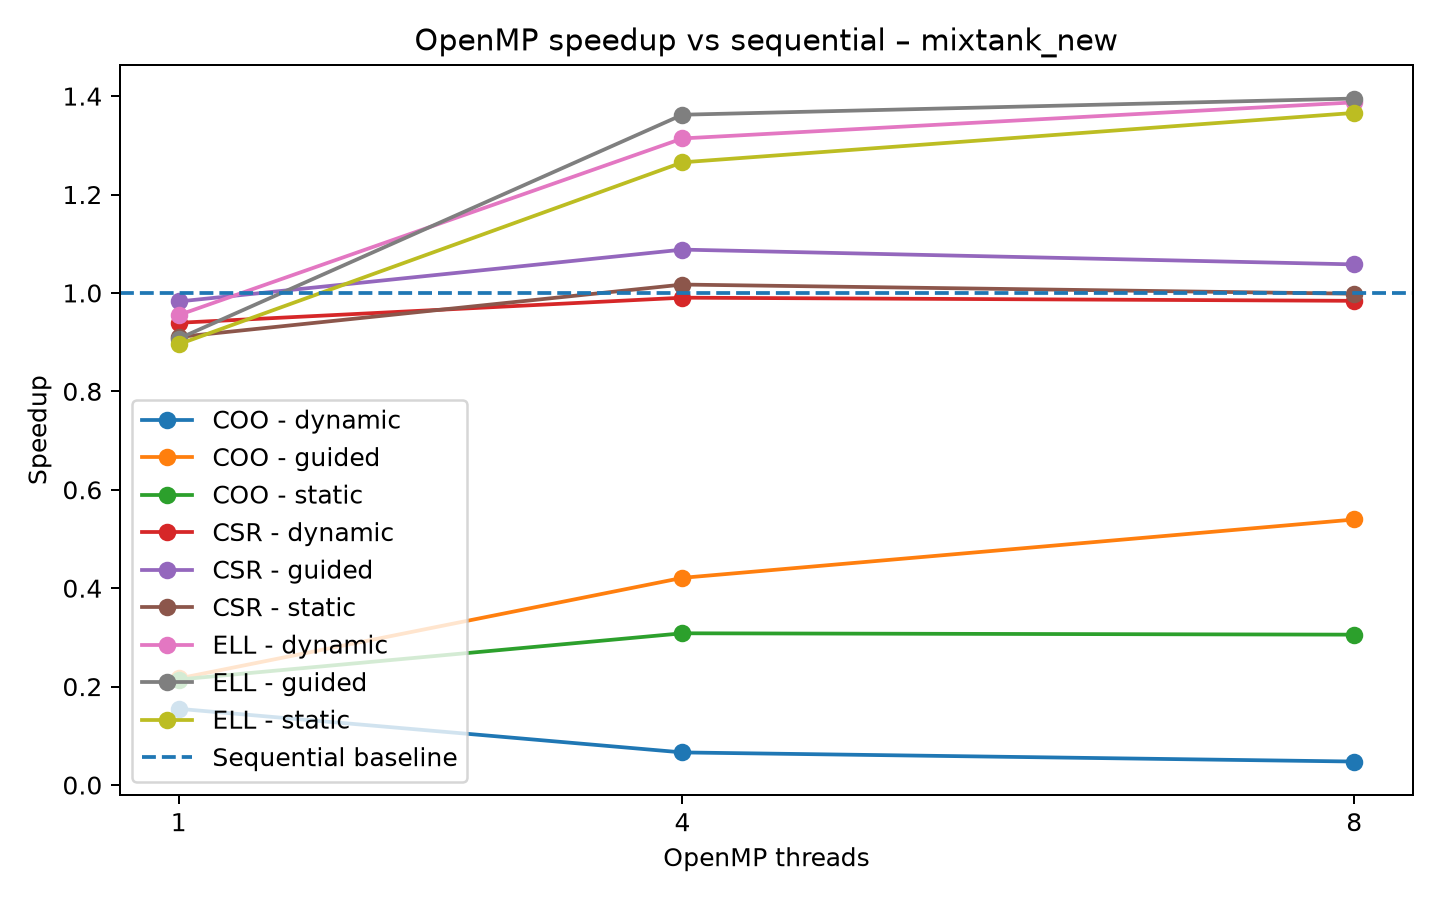 OpenMP speedup vs sequential – mixtank_new
Speedup
1.4
1.2
1.0
0.8
0.6
0.4
0.2
0.0
COO - dynamic
COO - guided
COO - static
CSR - dynamic
CSR - guided
CSR - static
ELL - dynamic
ELL - guided
ELL - static
Sequential baseline
1 4 8
OpenMP threads